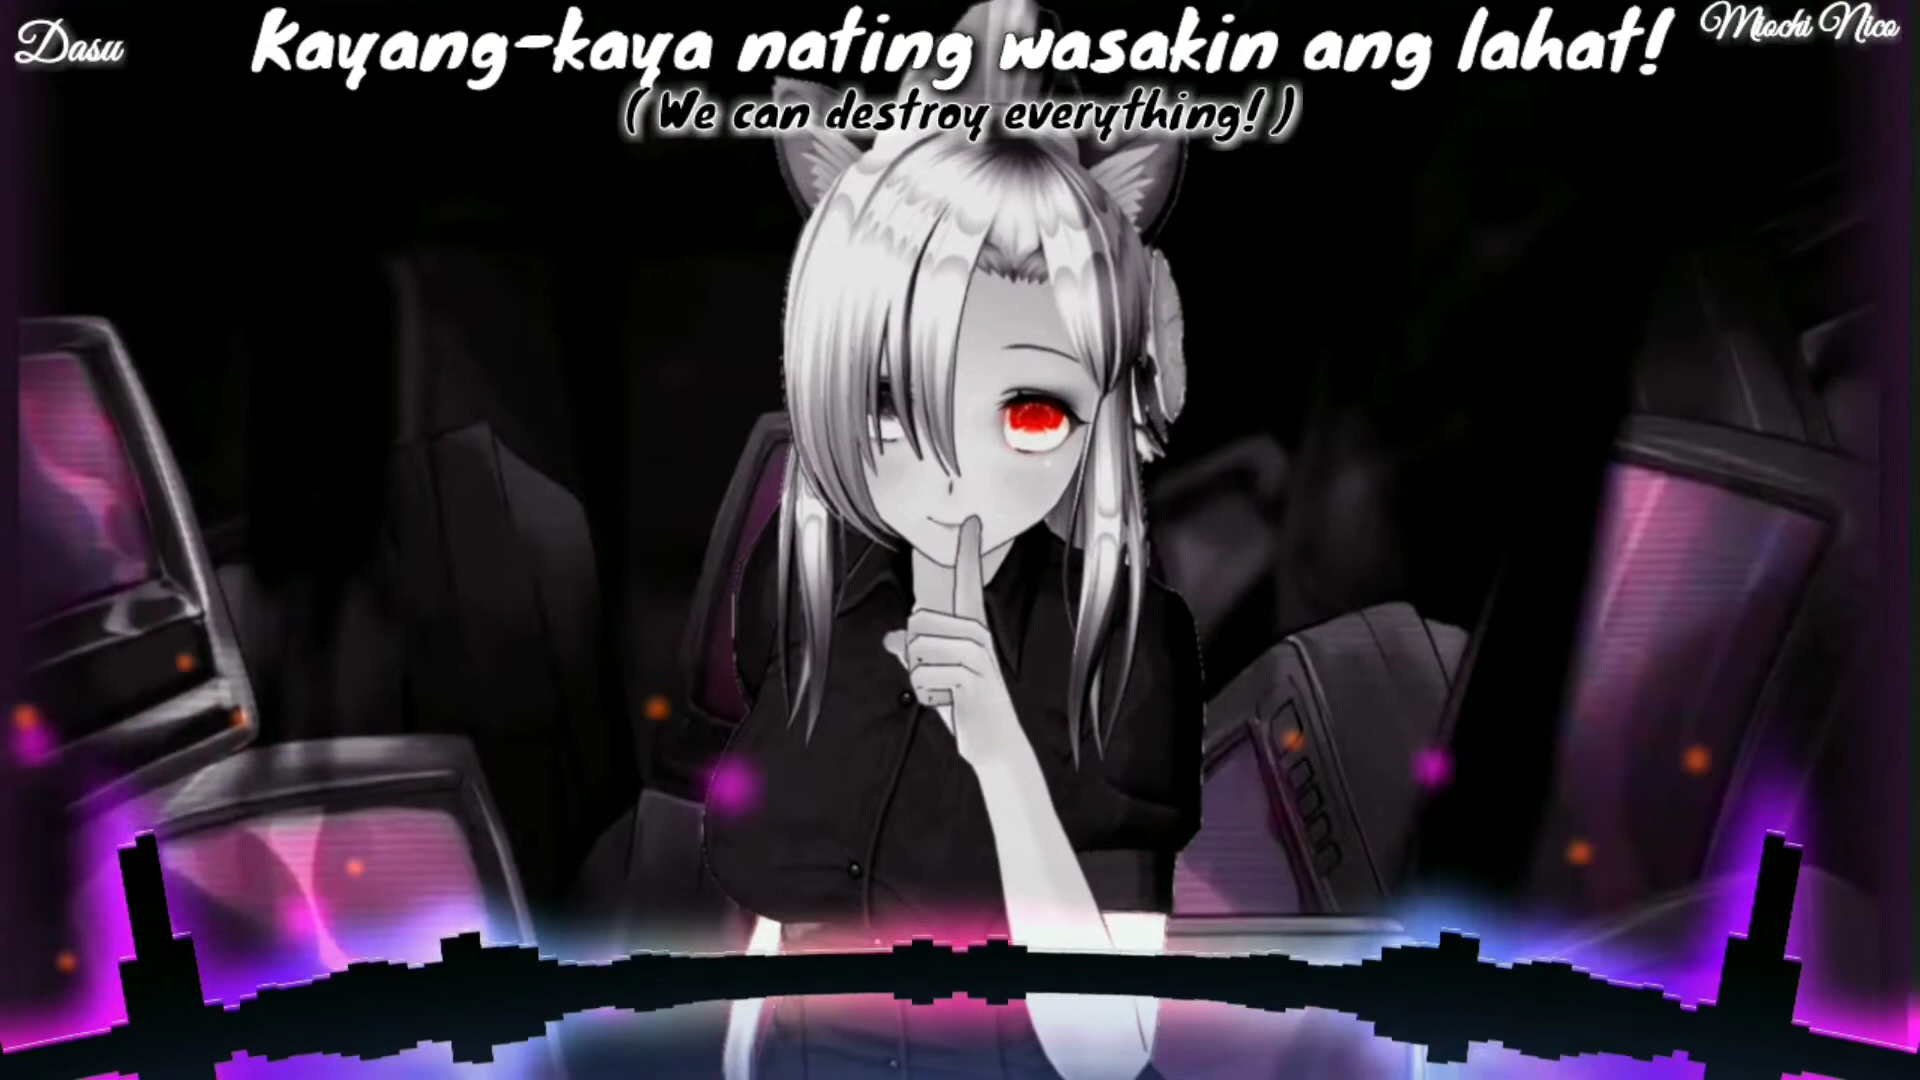 Dasu
Kayang-kaya nating wasakin ang lahat!
Miochi Nico
( We can destroy everything! )